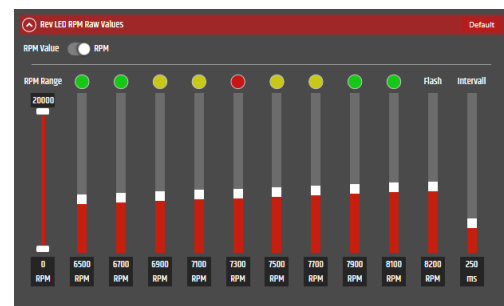 Rev LED RPM Raw Values Default
RPM Value RPM
RPM Range Flash Intervall
20000
0 6500 6700 6900 7100 7300 7500 7700 7900 8100 8200 250
RPM RPM RPM RPM RPM RPM RPM RPM RPM RPM RPM ms